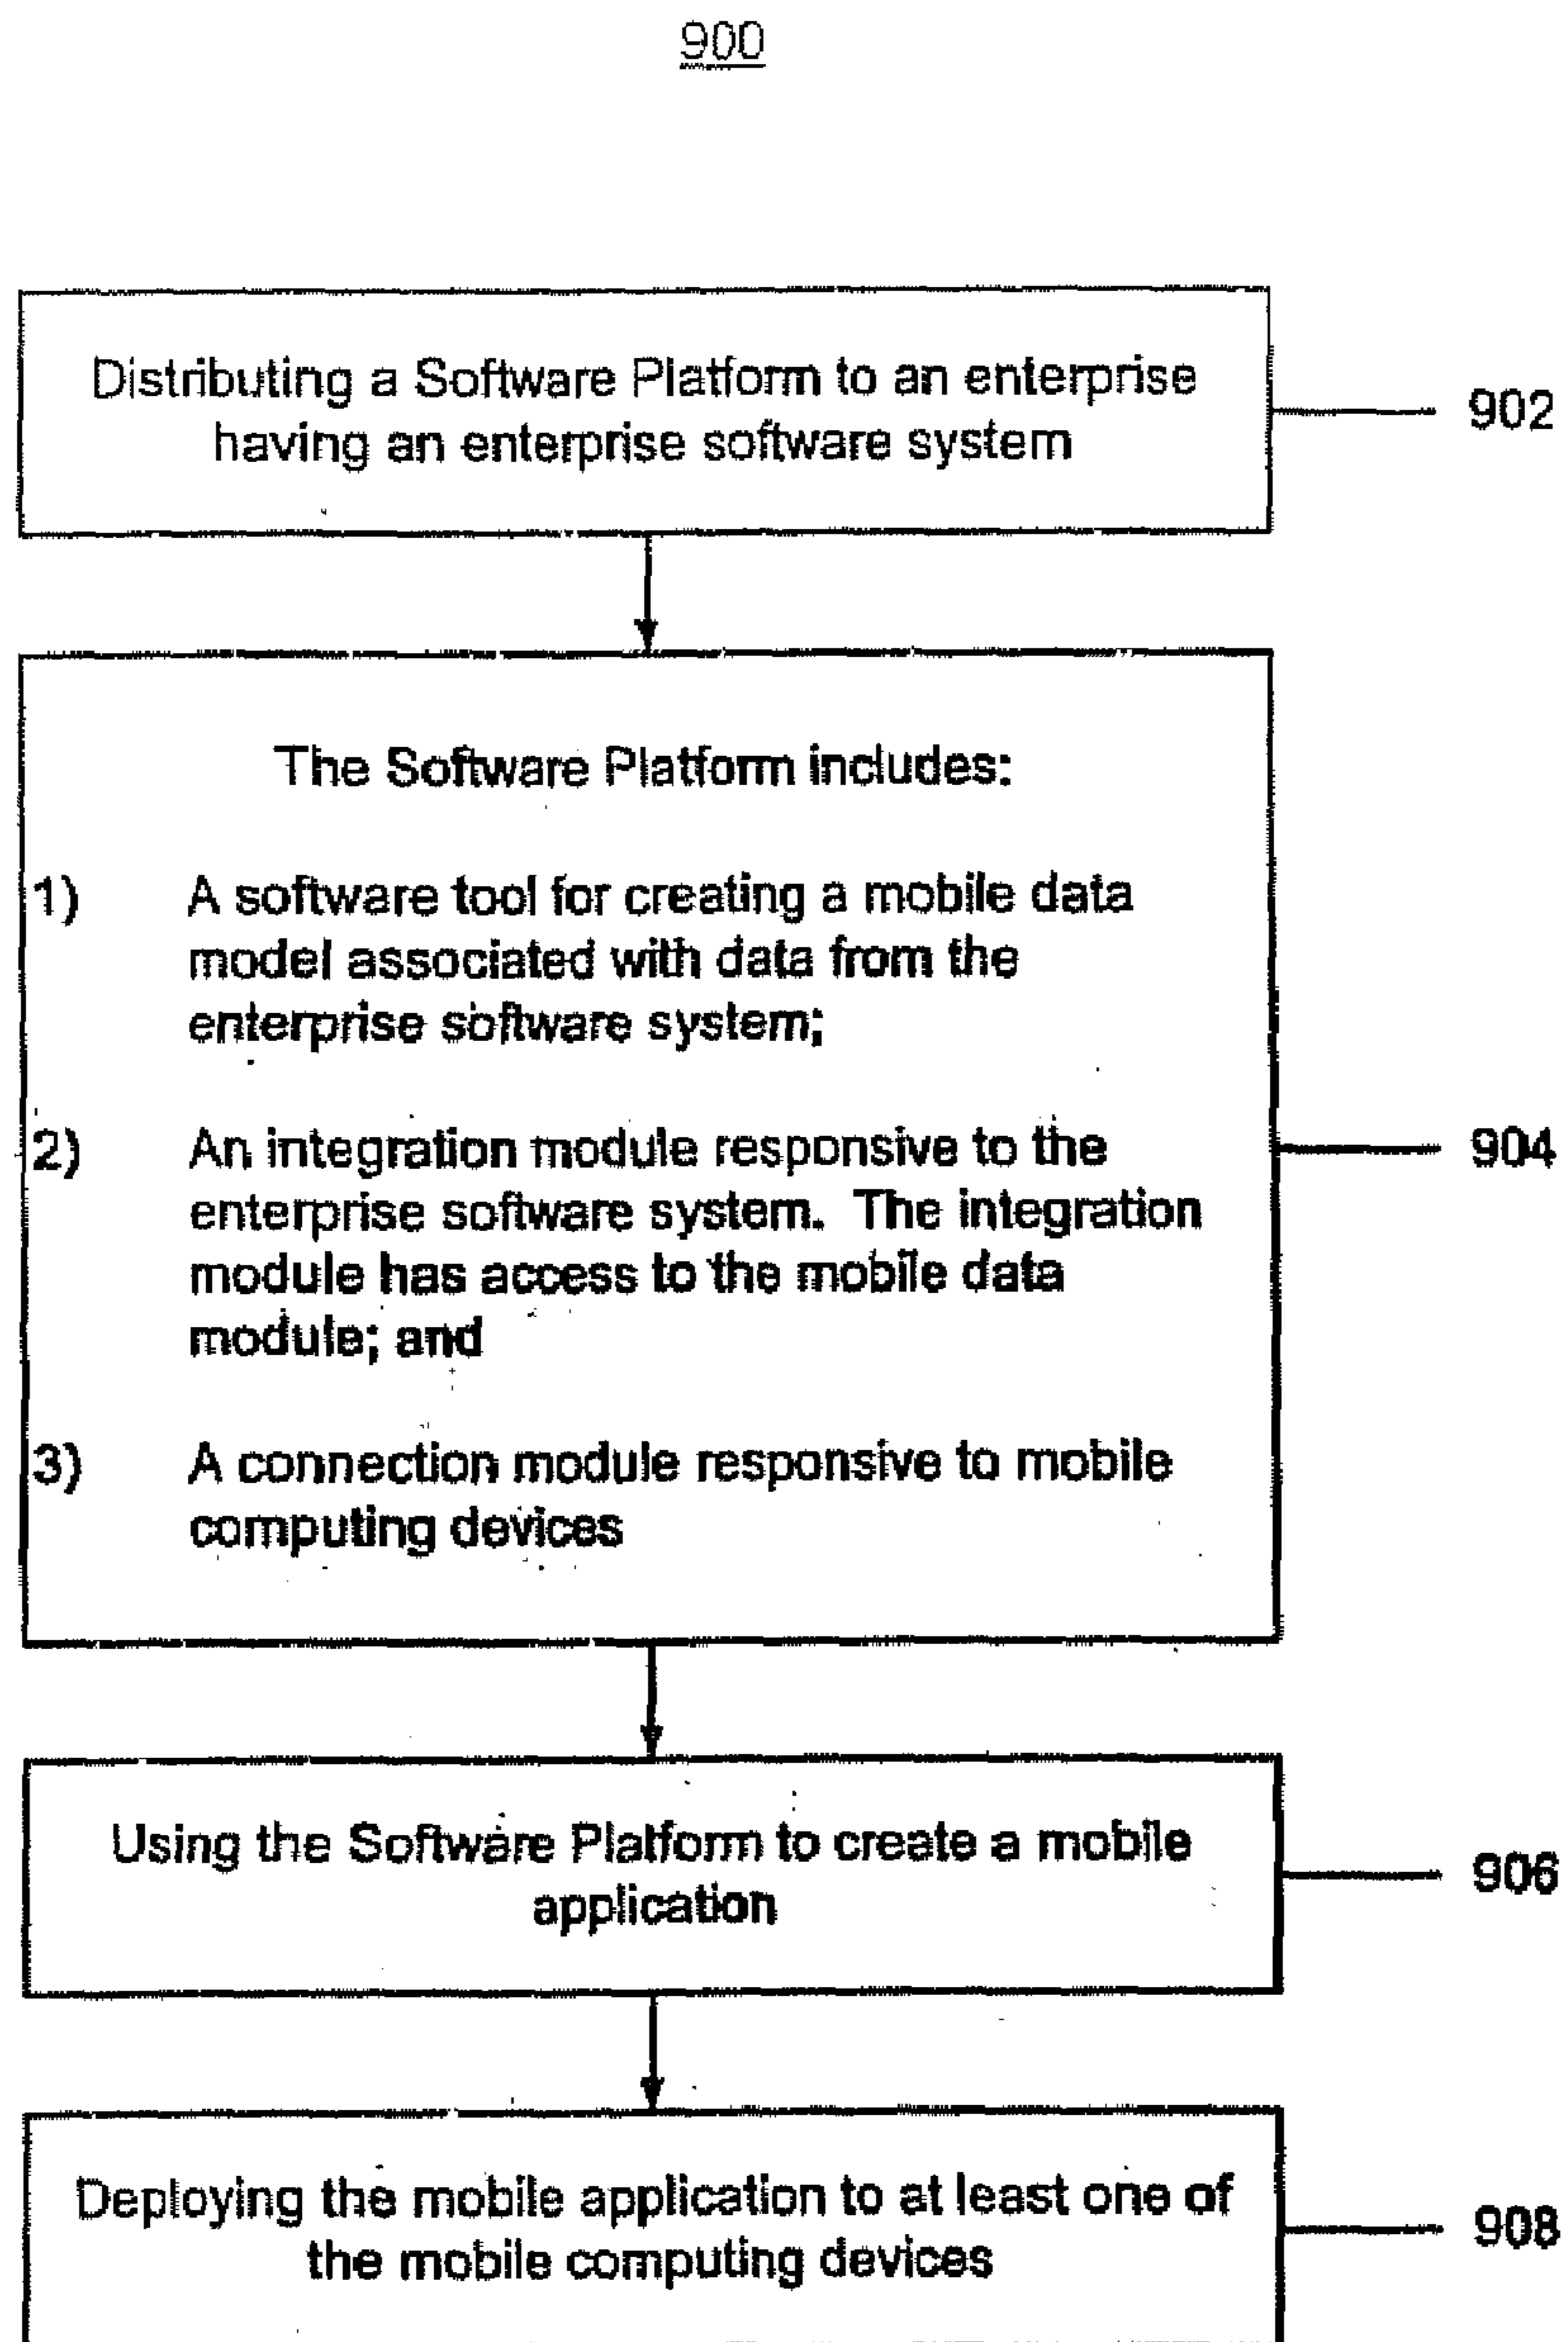 900
Distributing a Software Platform to an enterprise
having an enterprise software system
902
The Software Platform includes:
1) A software tool for creating a mobile data
model associated with data from the
enterprise software system;
2) An integration module responsive to the
enterprise software system. The integration
module has access to the mobile data
module; and
904
3) A connection module responsive to mobile
computing devices
Using the Software Platform to create a mobile
application
906
Deploying the mobile application to at least one of
the mobile computing devices
908